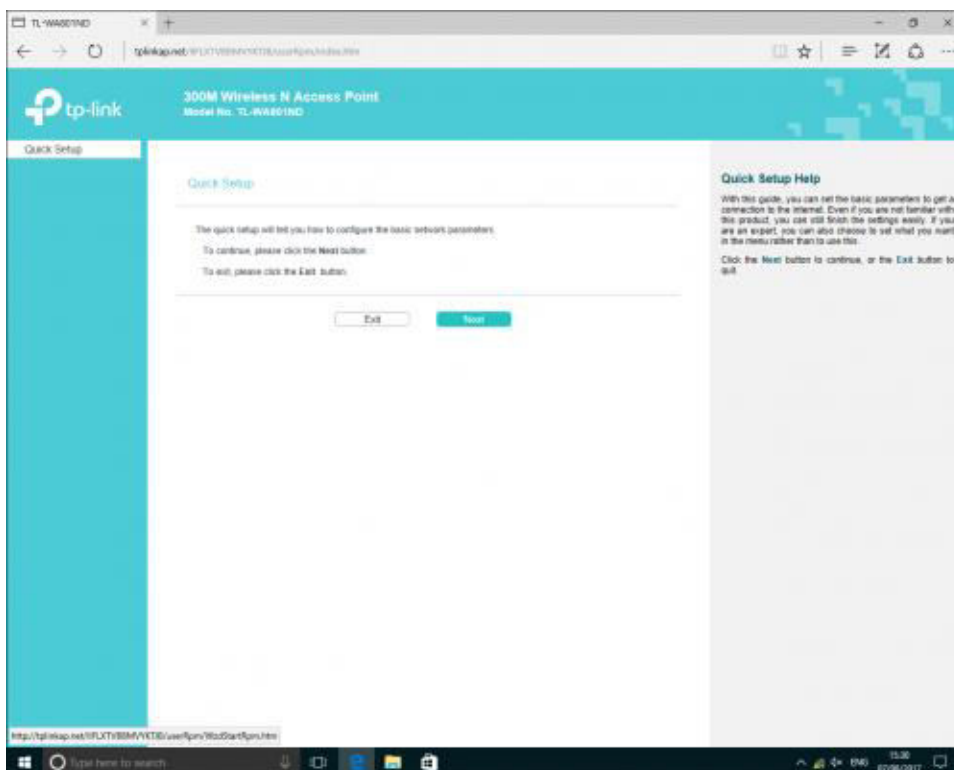 TL-WA801ND
tplinkap.net/
tp-link
300M Wireless N Access Point
Model No. TL-WA801ND
Quick Setup
Quick Setup
The quick setup will tell you how to configure the basic network parameters.
To continue, please click the Next button.
To exit, please click the Exit button.
Exit
Next
Quick Setup Help
With this guide, you can set the basic parameters to get a
connection to the internet. Even if you are not familiar with
this product, you can still finish the settings easily. If you
are an expert, you can also choose to set what you want
in the menu rather than to use this.
Click the Next button to continue, or the Exit button to
quit.
Type here to search
ENG
15:30
07/06/2017